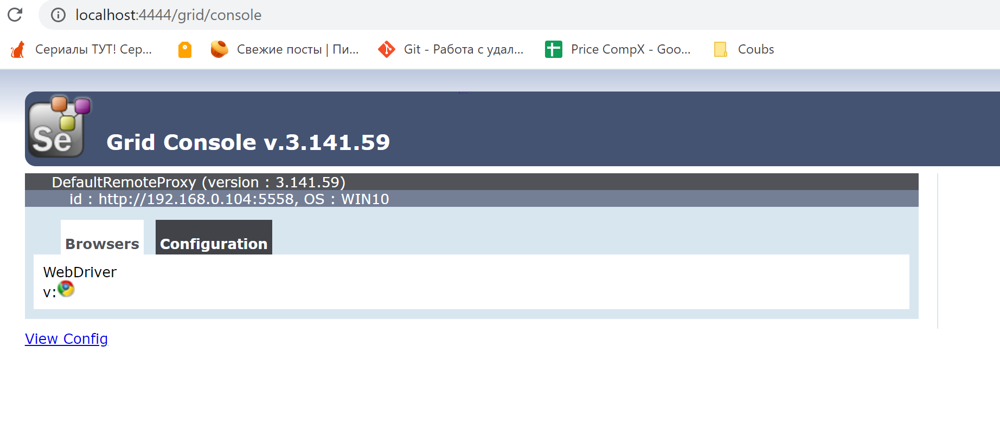 localhost:4444/grid/console
Сериалы ТУТ! Сер...
Свежие посты | Пи...
Git - Работа с удал...
Price CompX - Goo...
Coubs
Se
Grid Console v.3.141.59
DefaultRemoteProxy (version : 3.141.59)
id : http://192.168.0.104:5558, OS : WIN10
Browsers
Configuration
WebDriver
v:
View Config